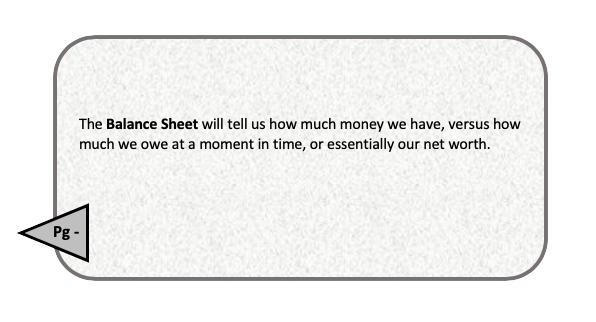 The Balance Sheet will tell us how much money we have, versus how
much we owe at a moment in time, or essentially our net worth.
Pg -